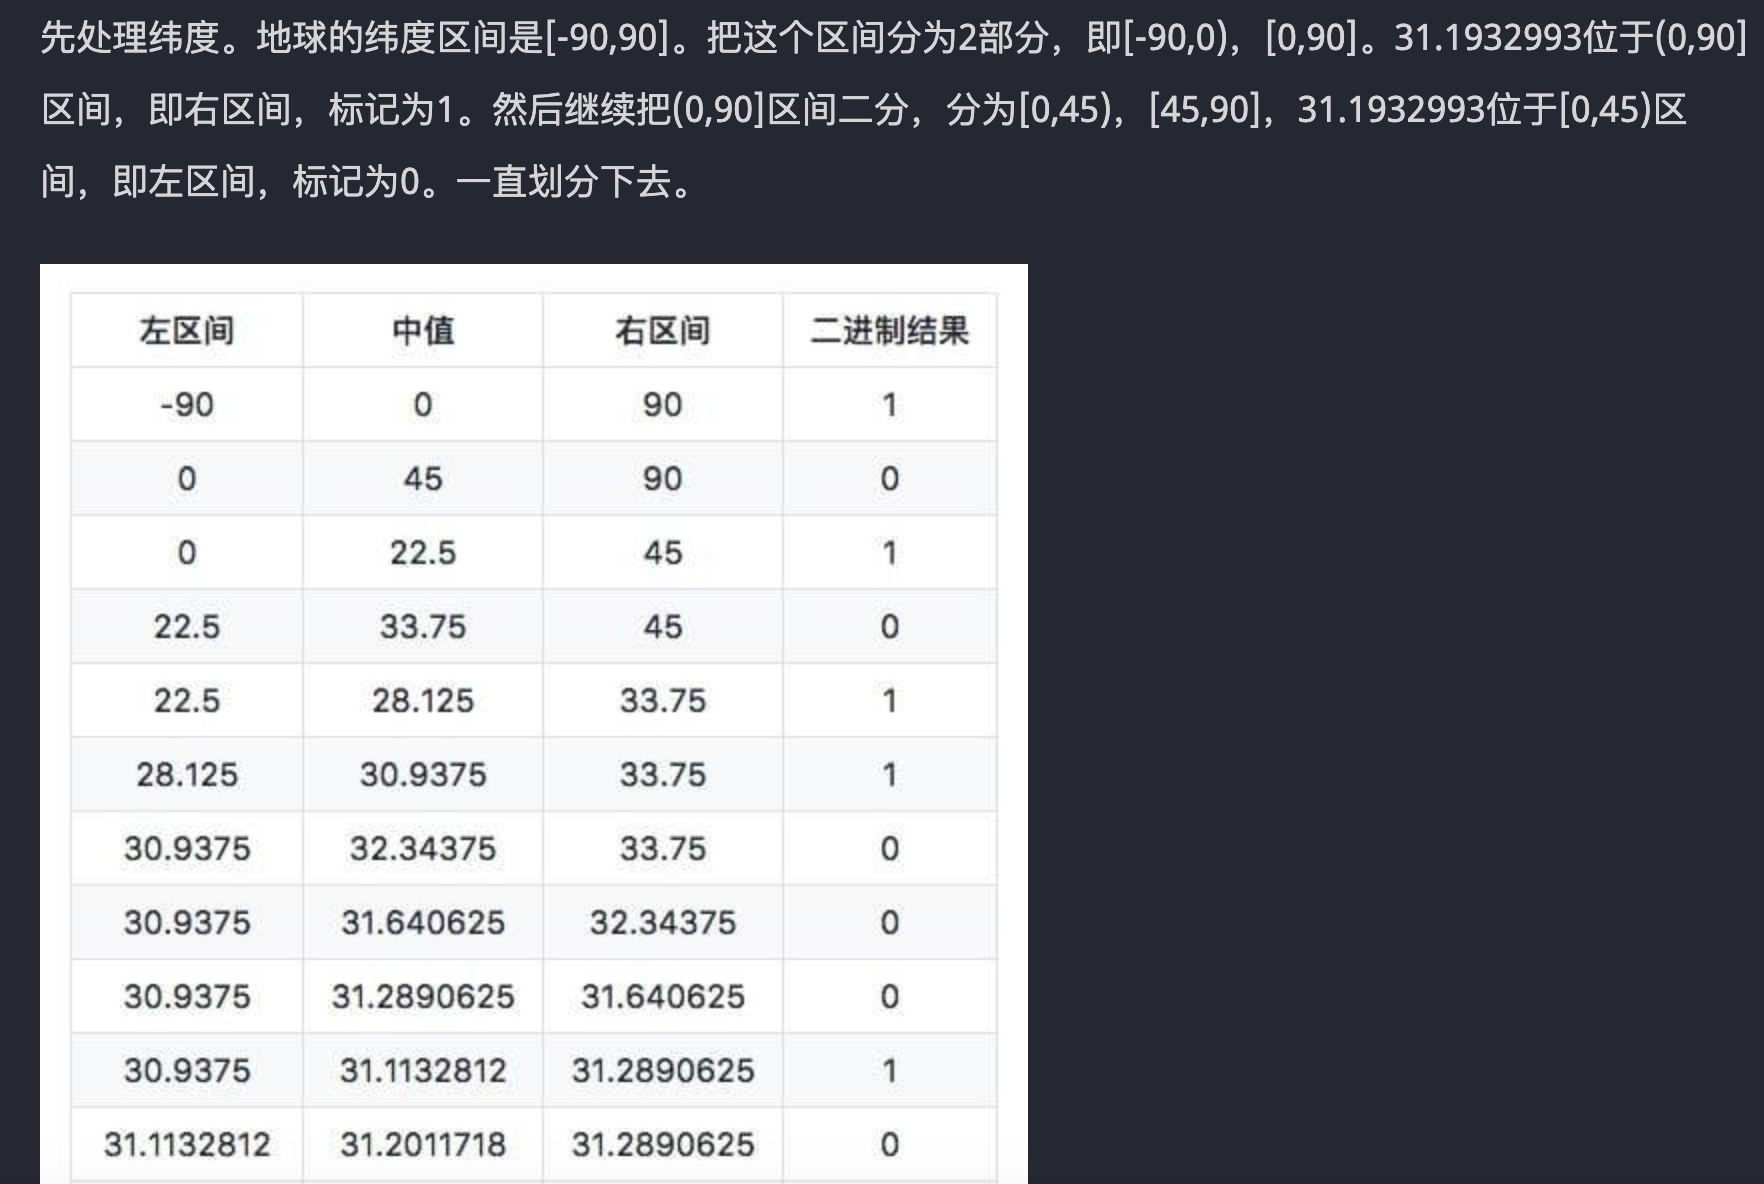 先处理纬度。地球的纬度区间是[-90,90]。把这个区间分为2部分，即[-90,0)，[0,90]。31.1932993位于(0,90]
区间，即右区间，标记为1。然后继续把(0,90]区间二分，分为[0,45)，[45,90]，31.1932993位于[0,45)区
间，即左区间，标记为0。一直划分下去。
左区间 中值 右区间 二进制结果
-90 0 90 1
0 45 90 0
0 22.5 45 1
22.5 33.75 45 0
22.5 28.125 33.75 1
28.125 30.9375 33.75 1
30.9375 32.34375 33.75 0
30.9375 31.640625 32.34375 0
30.9375 31.2890625 31.640625 0
30.9375 31.1132812 31.2890625 1
31.1132812 31.2011718 31.2890625 0